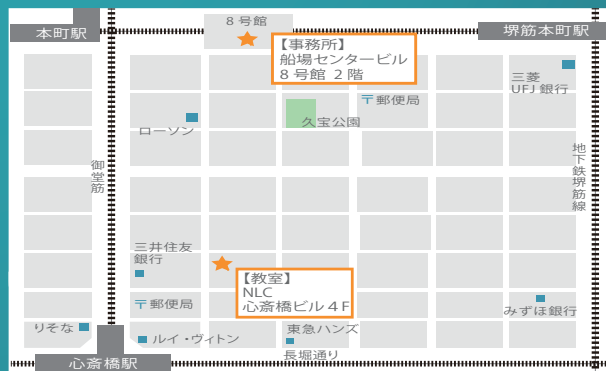 8号館
本町駅
堺筋本町駅
【事務所】
船場センタービル
8号館 2階
三菱
UFJ銀行
〒郵便局
久宝公園
ローソン
御堂筋
地下鉄堺筋線
三井住友
銀行
【教室】
NLC
心斎橋ビル4F
〒郵便局
みずほ銀行
りそな
ルイ・ヴィトン
東急ハンズ
長堀通り
心斎橋駅